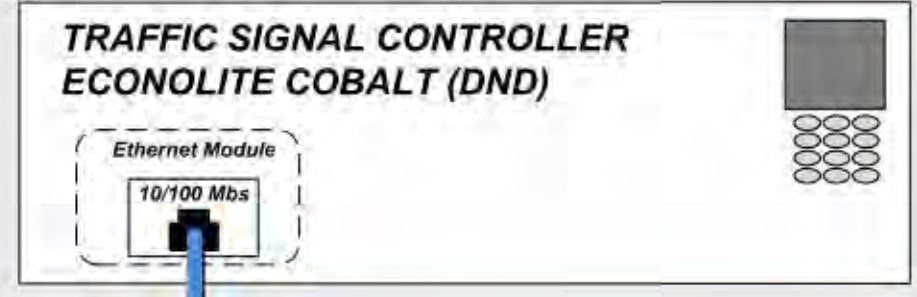 TRAFFIC SIGNAL CONTROLLER
ECONOLITE COBALT (DND)
Ethernet Module
10/100 Mbs